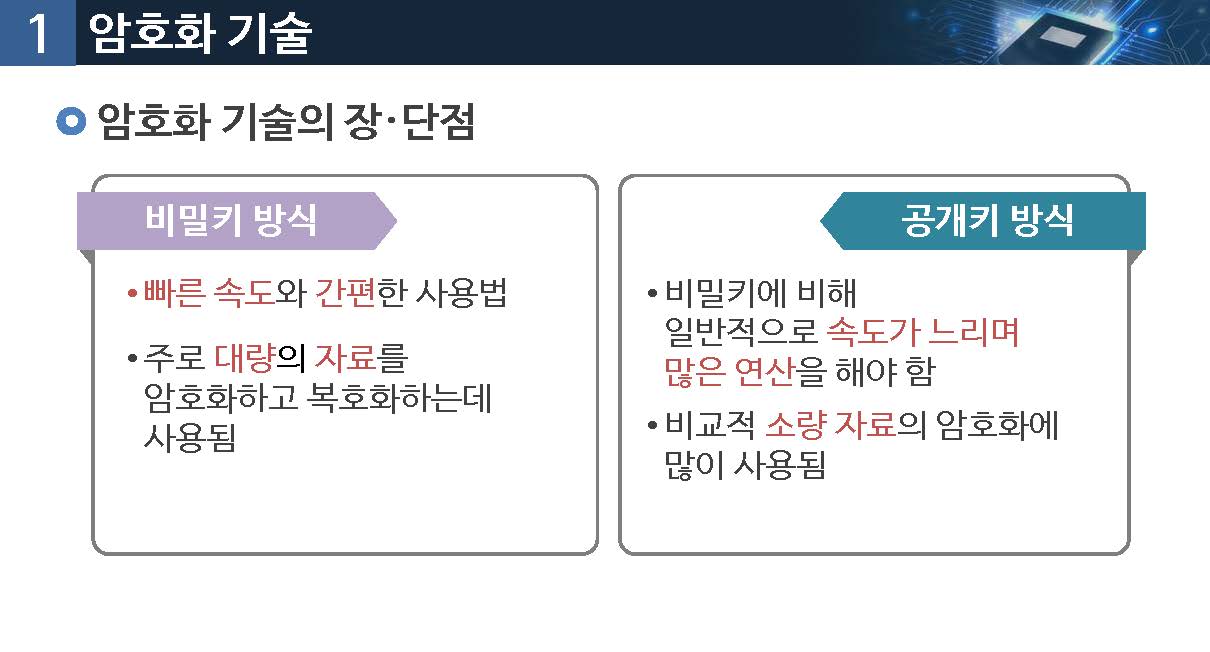 1 암호화 기술
암호화 기술의 장·단점
비밀키 방식
•빠른 속도와 간편한 사용법
•주로 대량의 자료를
암호화하고 복호화하는데
사용됨
공개키 방식
•비밀키에 비해
일반적으로 속도가 느리며
많은 연산을 해야 함
•비교적 소량 자료의 암호화에
많이 사용됨